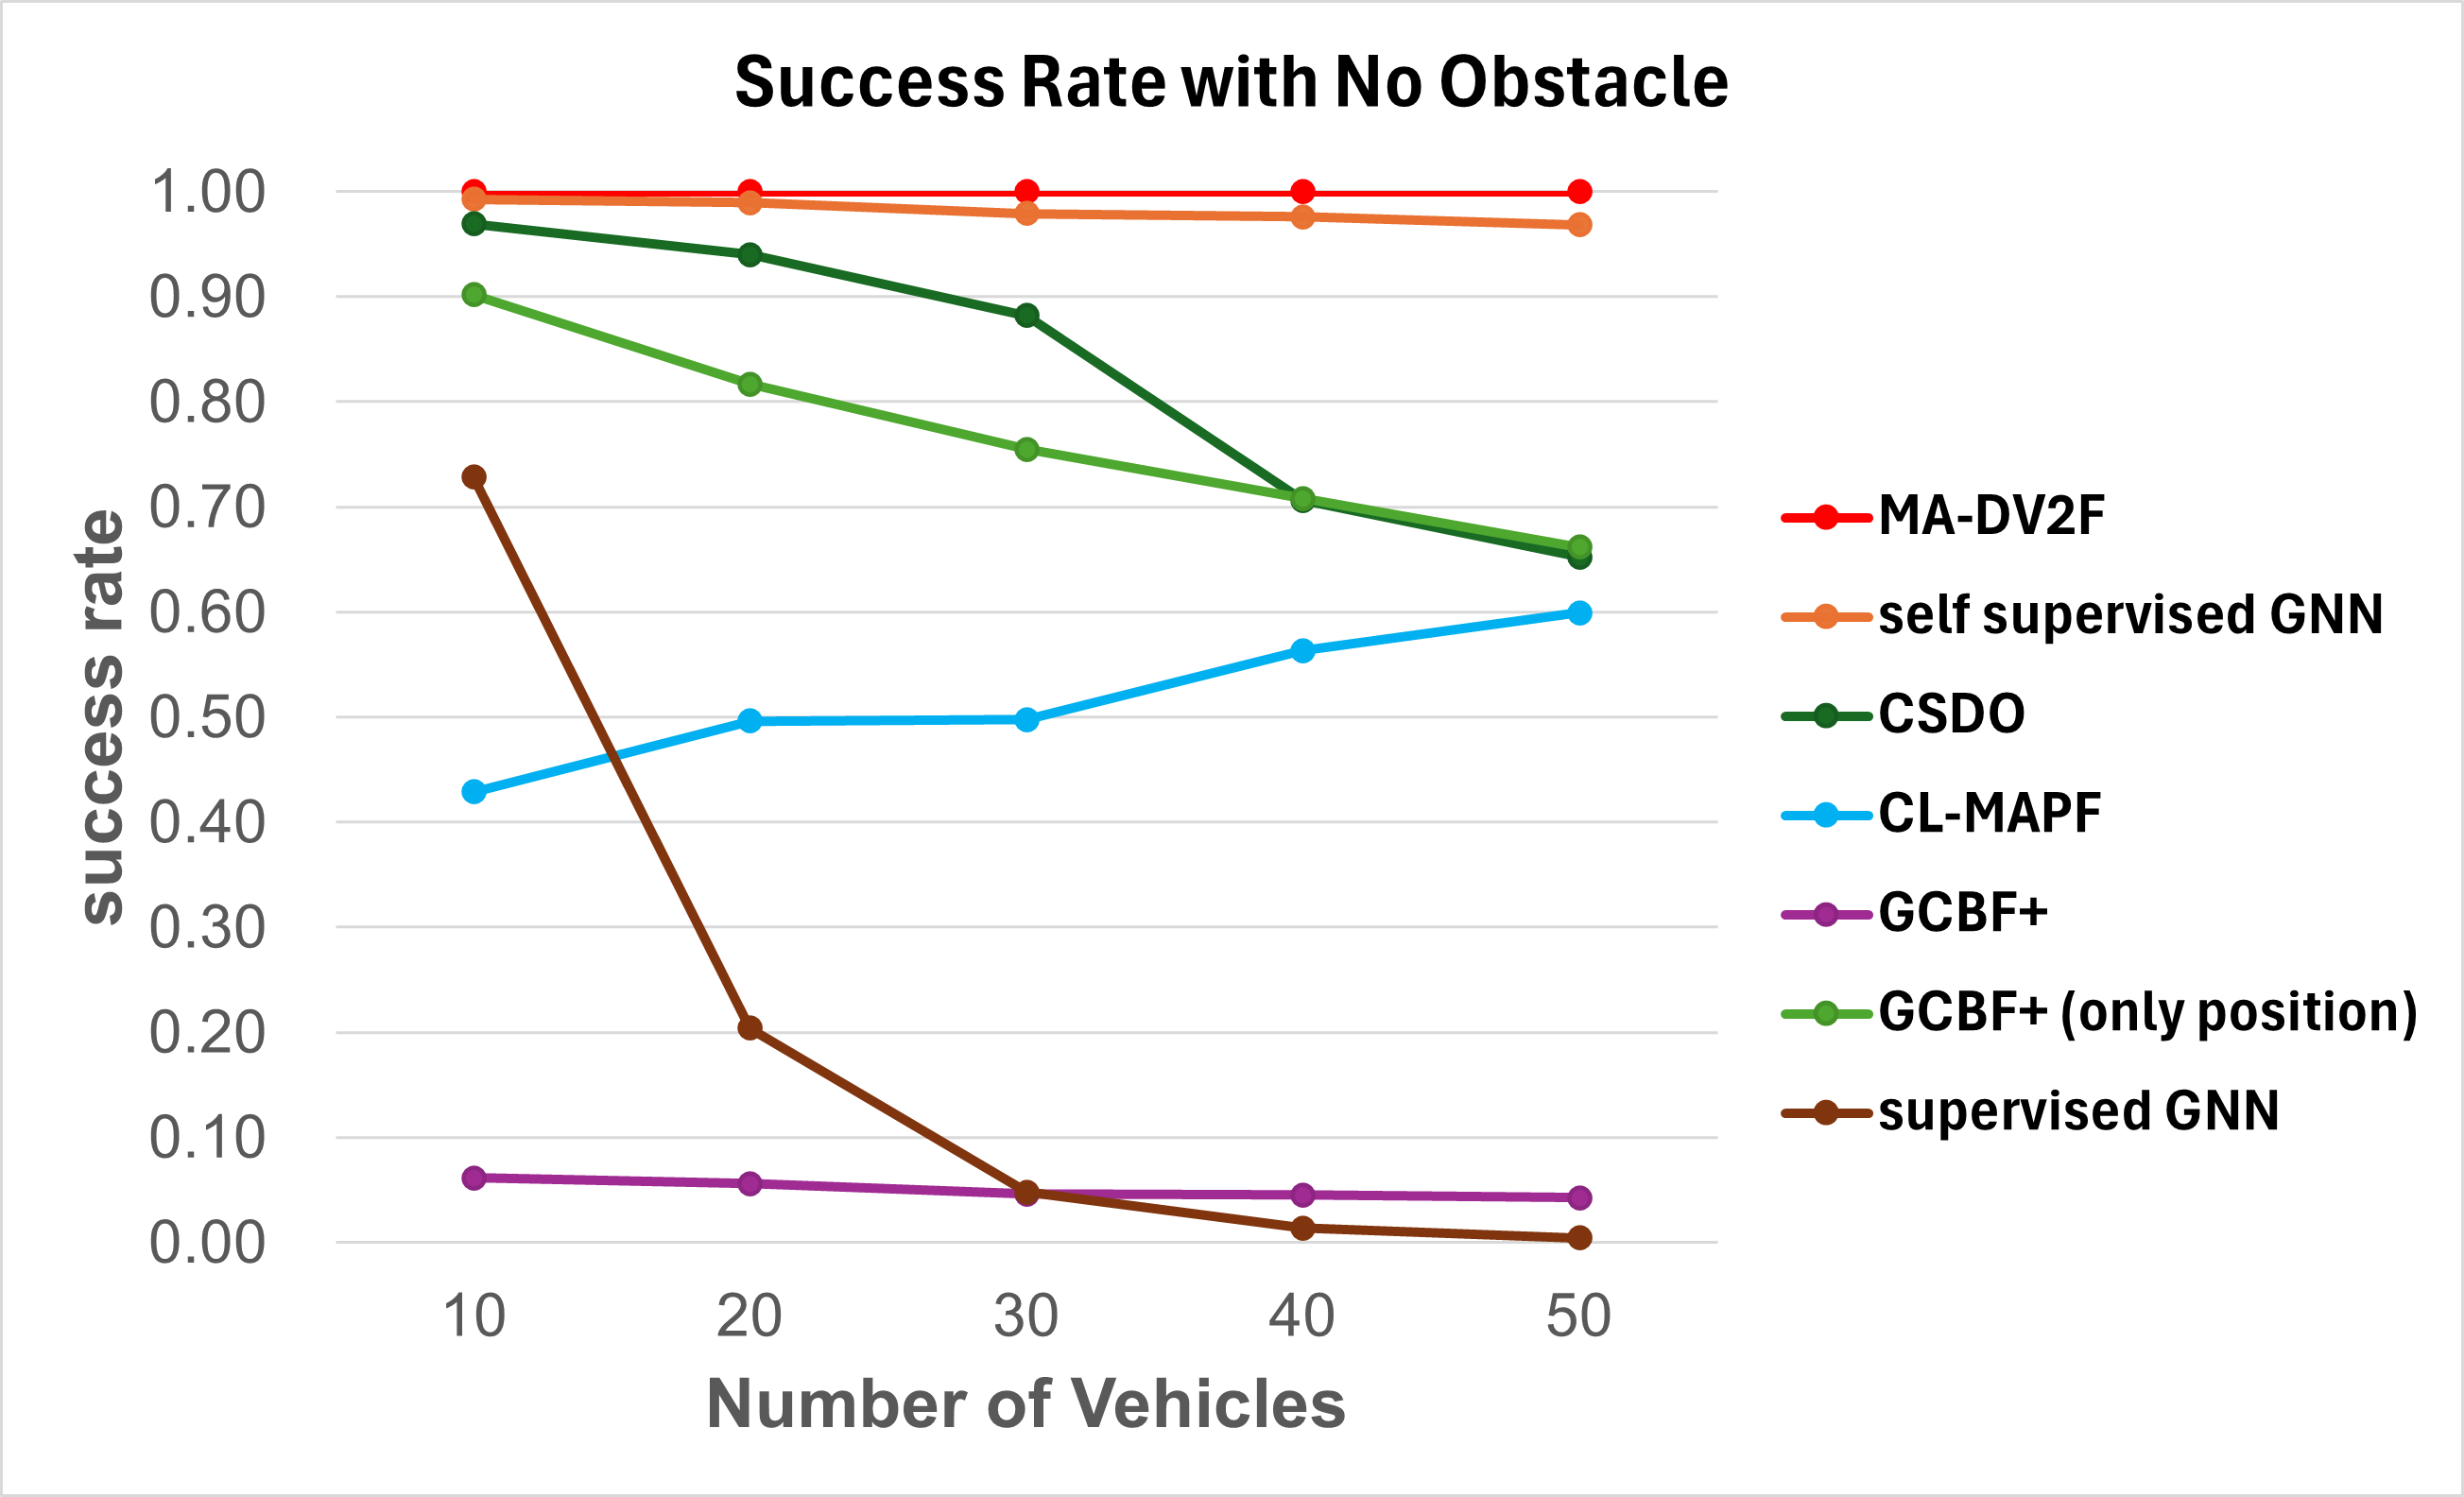 Success Rate with No Obstacle
1.00
0.90
0.80
0.70
0.60
0.50
0.40
0.30
0.20
0.10
0.00
success rate
10 20 30 40 50
Number of Vehicles
MA-DV2F
self supervised GNN
CSDO
CL-MAPF
GCBF+
GCBF+ (only position)
supervised GNN